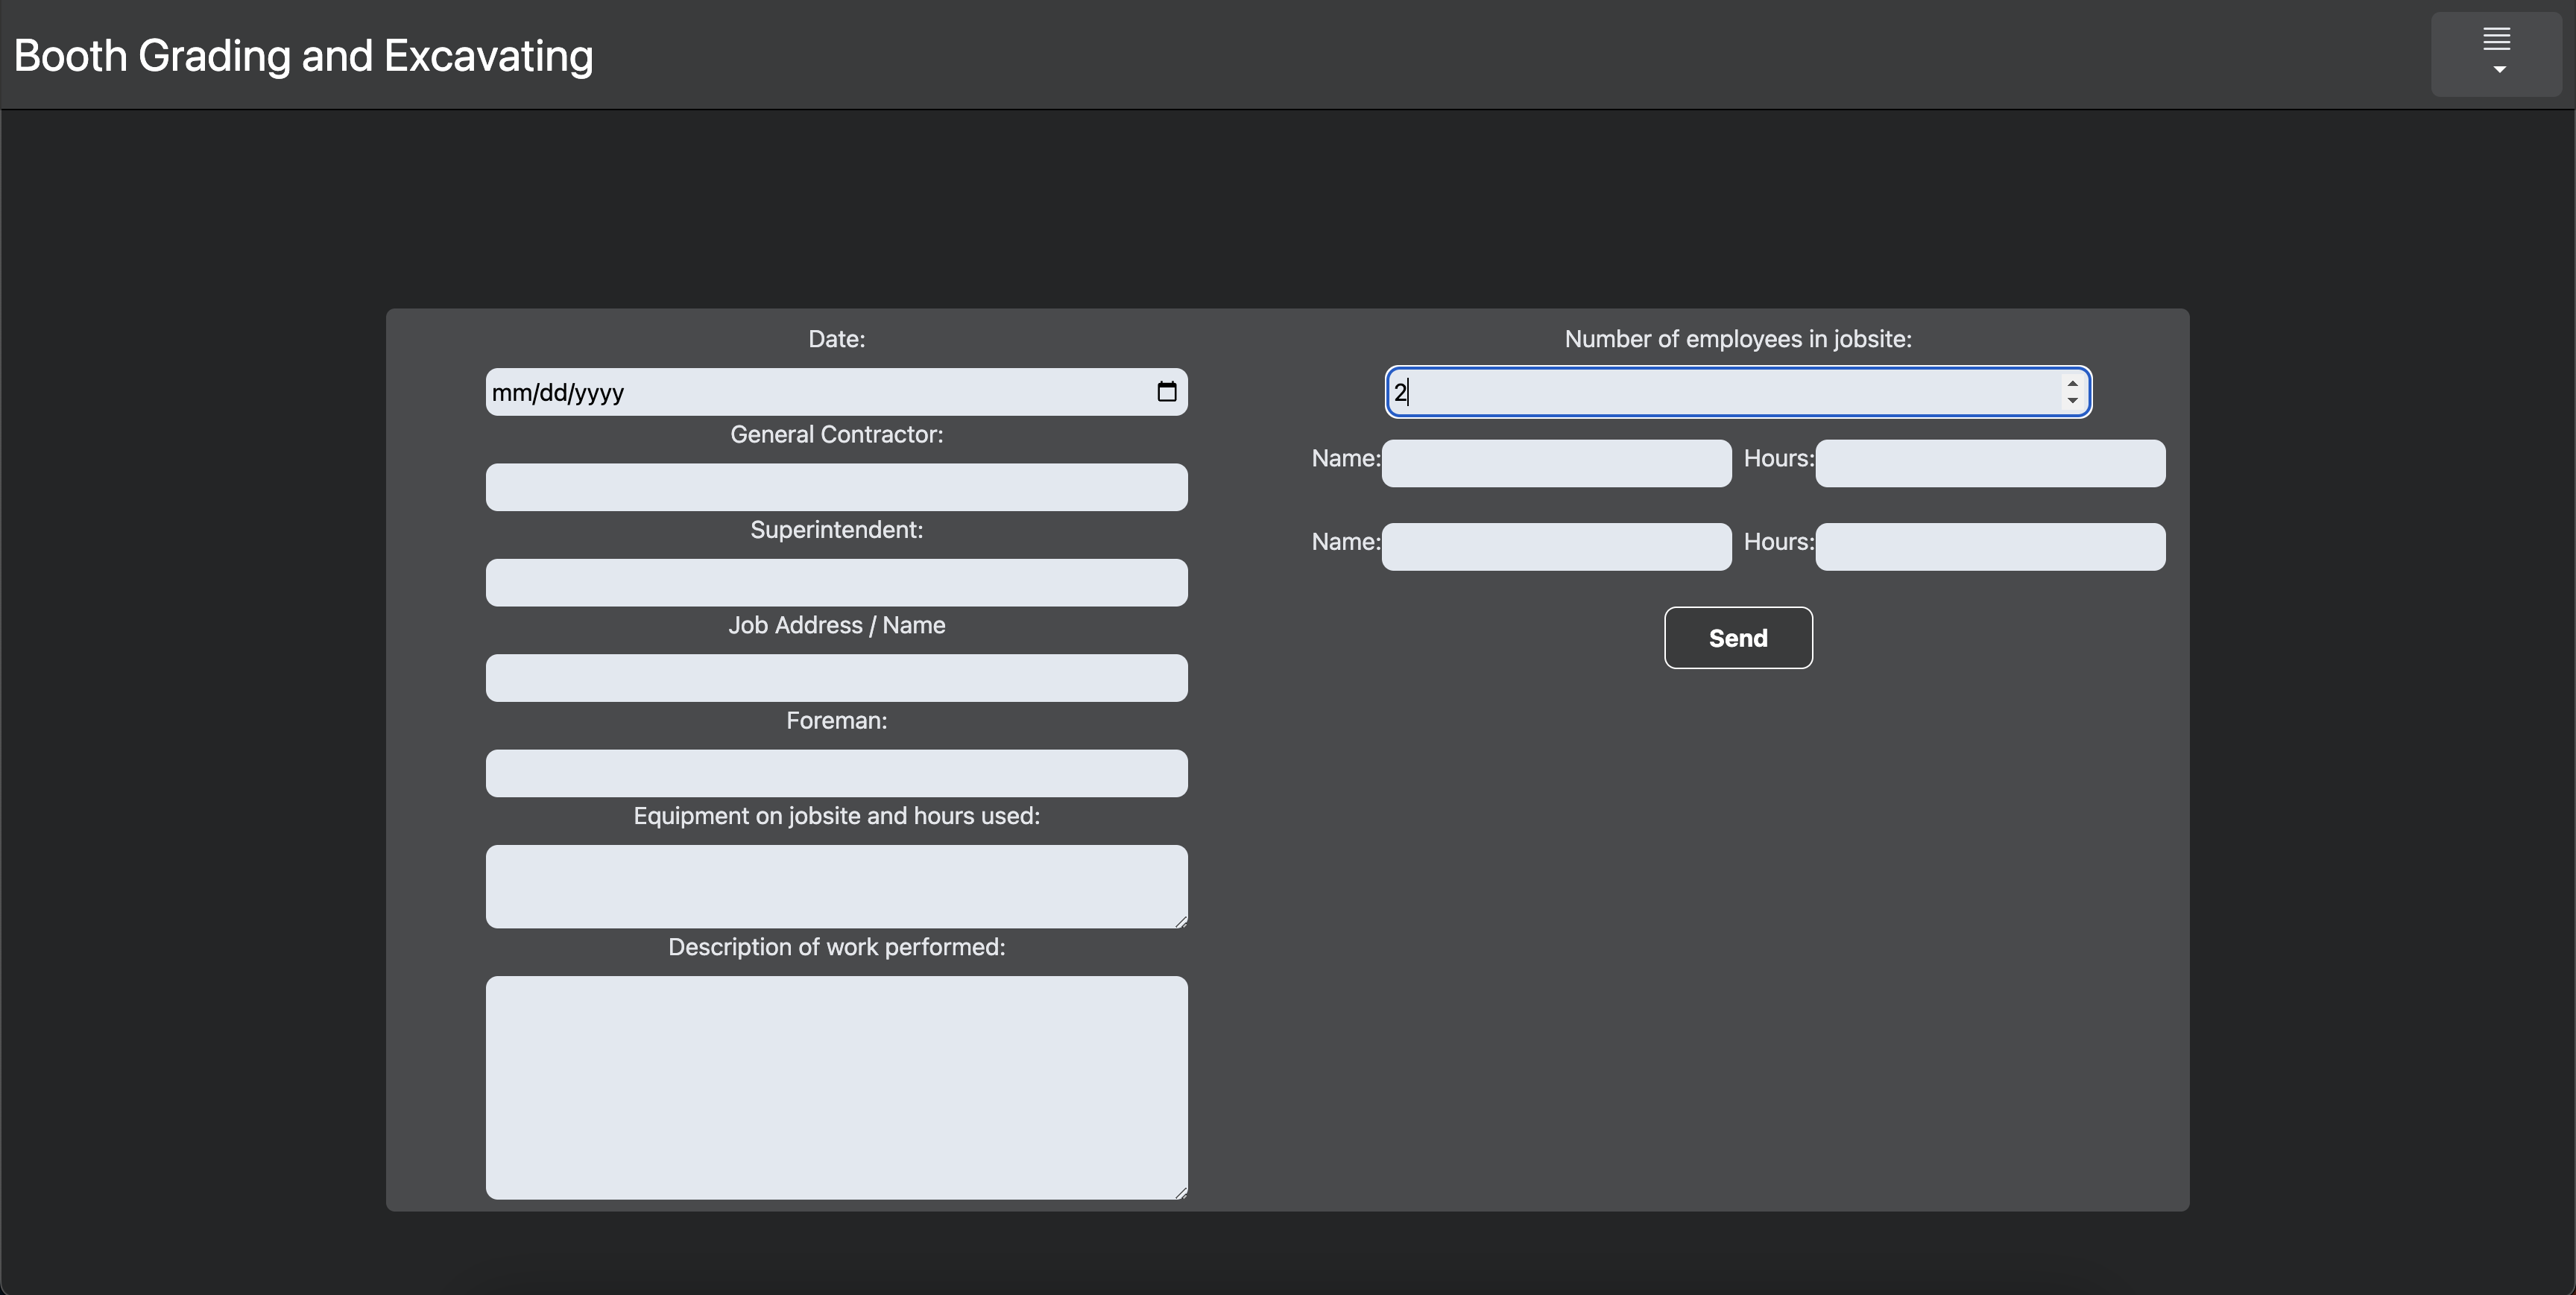 Booth Grading and Excavating
Date:
mm/dd/yyyy
General Contractor:
Superintendent:
Job Address / Name
Foreman:
Equipment on jobsite and hours used:
Description of work performed:
Number of employees in jobsite:
2
Name: Hours:
Name: Hours:
Send